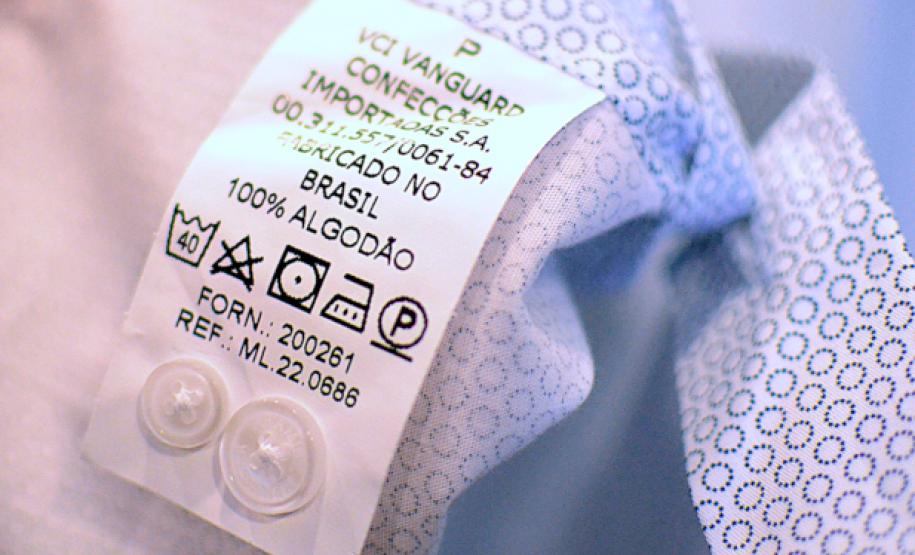 P
VCI VANGUARD
CONFECÇÕES
IMPORTADAS S.A.
00.311.557/0061-84
FABRICADO NO
BRASIL
100% ALGODÃO
40 P
FORN.: 200261
REF.: ML.22.0686